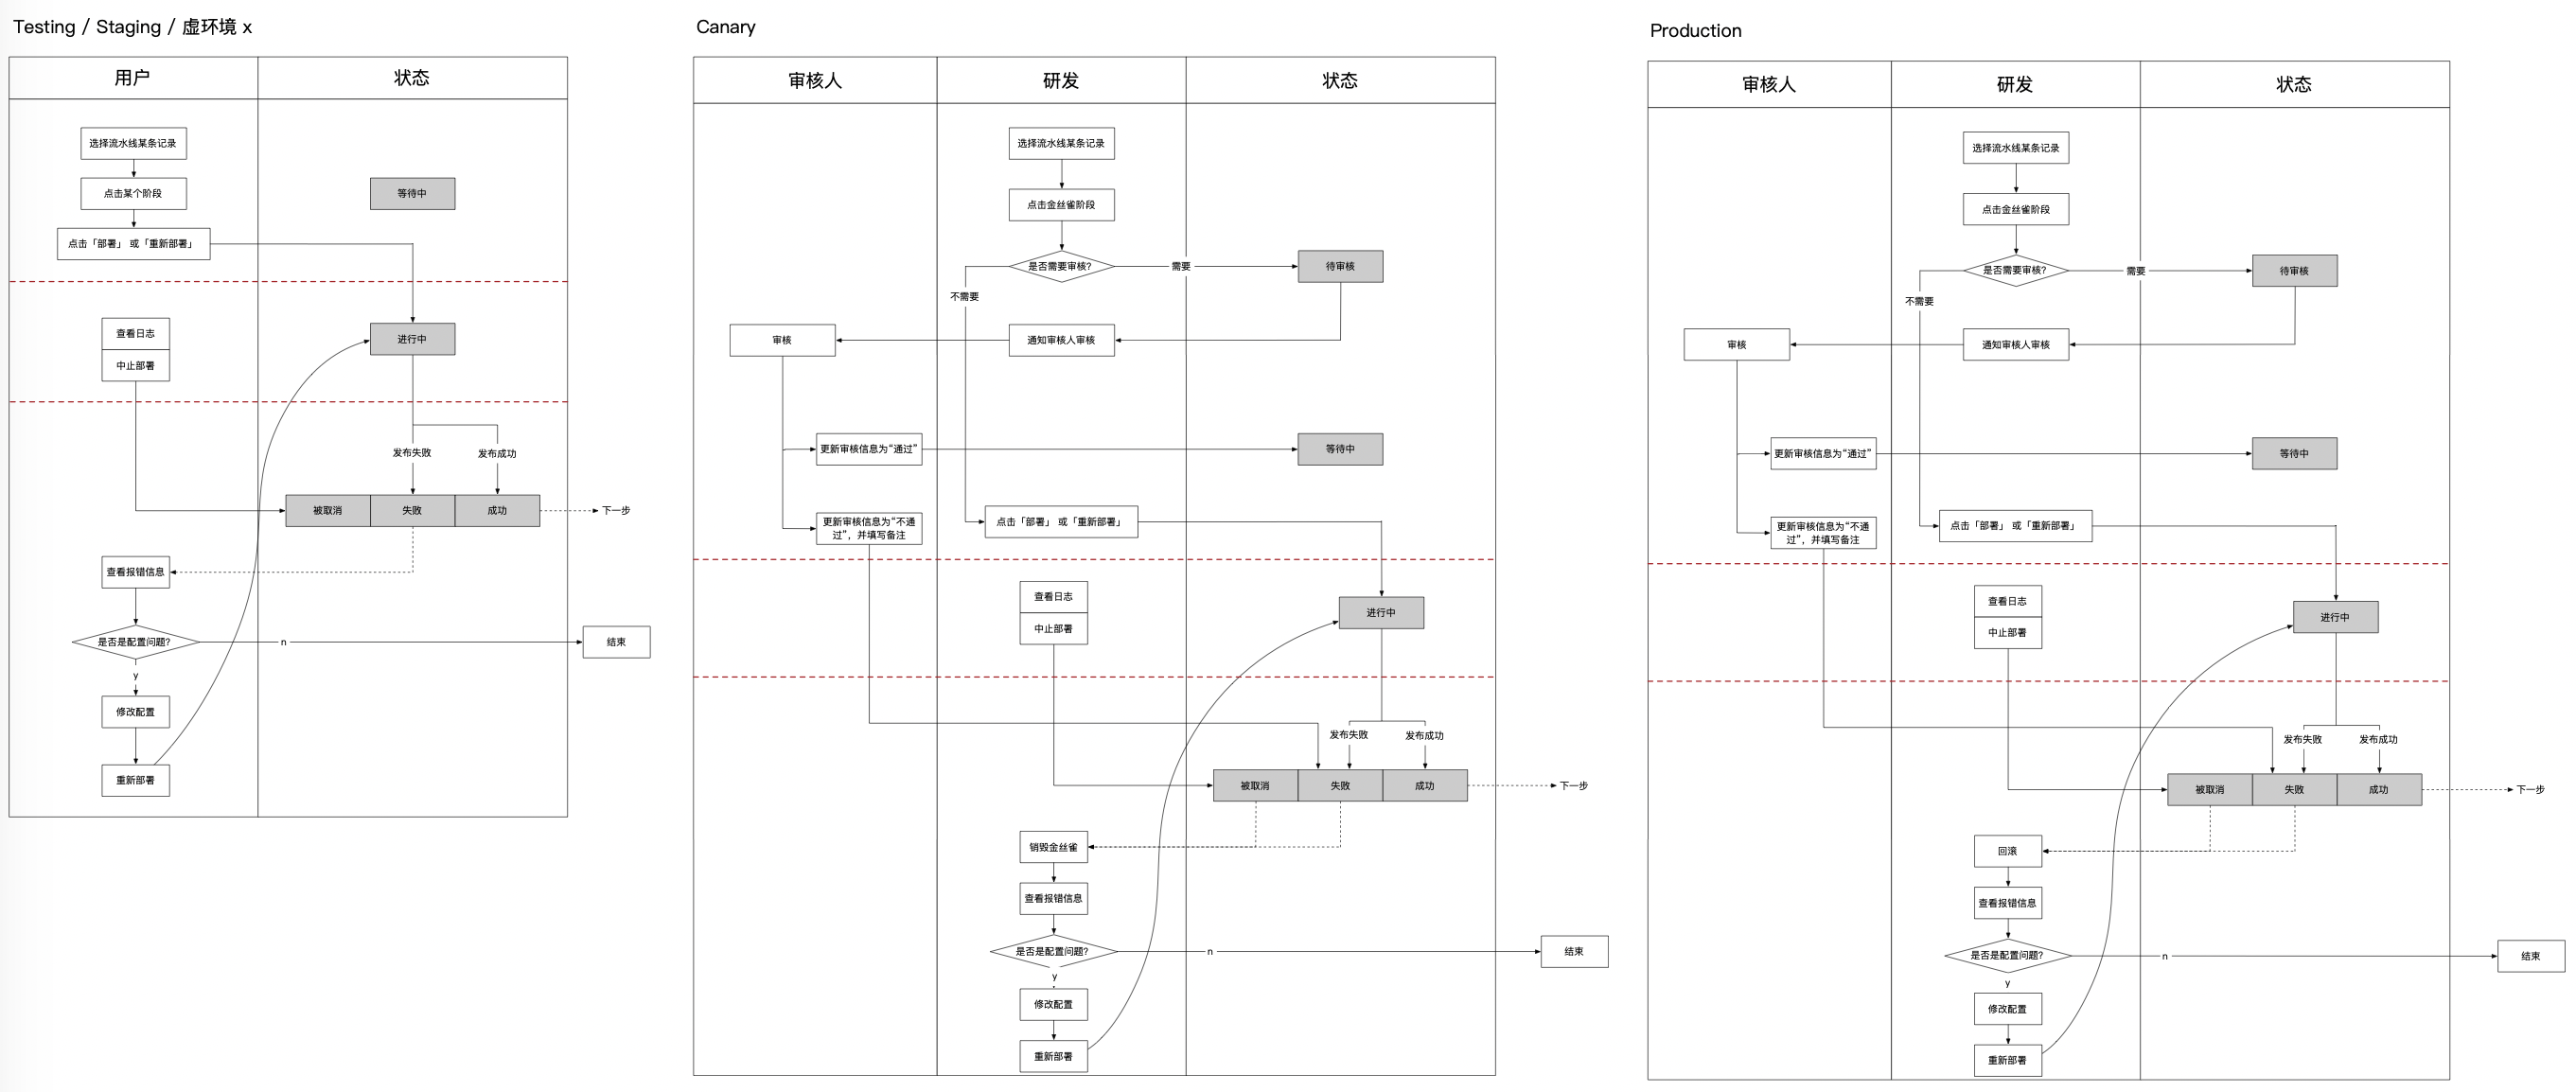 Testing / Staging / 虚环境 x
用户
状态
选择流水线某条记录
点击某个阶段
等待中
点击「部署」 或「重新部署」
查看日志
中止部署
进行中
发布失败
发布成功
被取消
失败
成功
下一步
查看报错信息
是否是配置问题?
n
结束
y
修改配置
重新部署
Canary
审核人
研发
状态
选择流水线某条记录
点击金丝雀阶段
是否需要审核?
需要
待审核
不需要
审核
通知审核人审核
更新审核信息为“通过”
等待中
更新审核信息为“不通
过”，并填写备注
点击「部署」 或「重新部署」
查看日志
中止部署
进行中
发布失败
发布成功
被取消
失败
成功
下一步
销毁金丝雀
查看报错信息
是否是配置问题?
n
结束
y
修改配置
重新部署
Production
审核人
研发
状态
选择流水线某条记录
点击金丝雀阶段
是否需要审核?
需要
待审核
不需要
审核
通知审核人审核
更新审核信息为“通过”
等待中
更新审核信息为“不通
过”，并填写备注
点击「部署」 或「重新部署」
查看日志
中止部署
进行中
发布失败
发布成功
被取消
失败
成功
下一步
回滚
查看报错信息
是否是配置问题?
n
结束
y
修改配置
重新部署